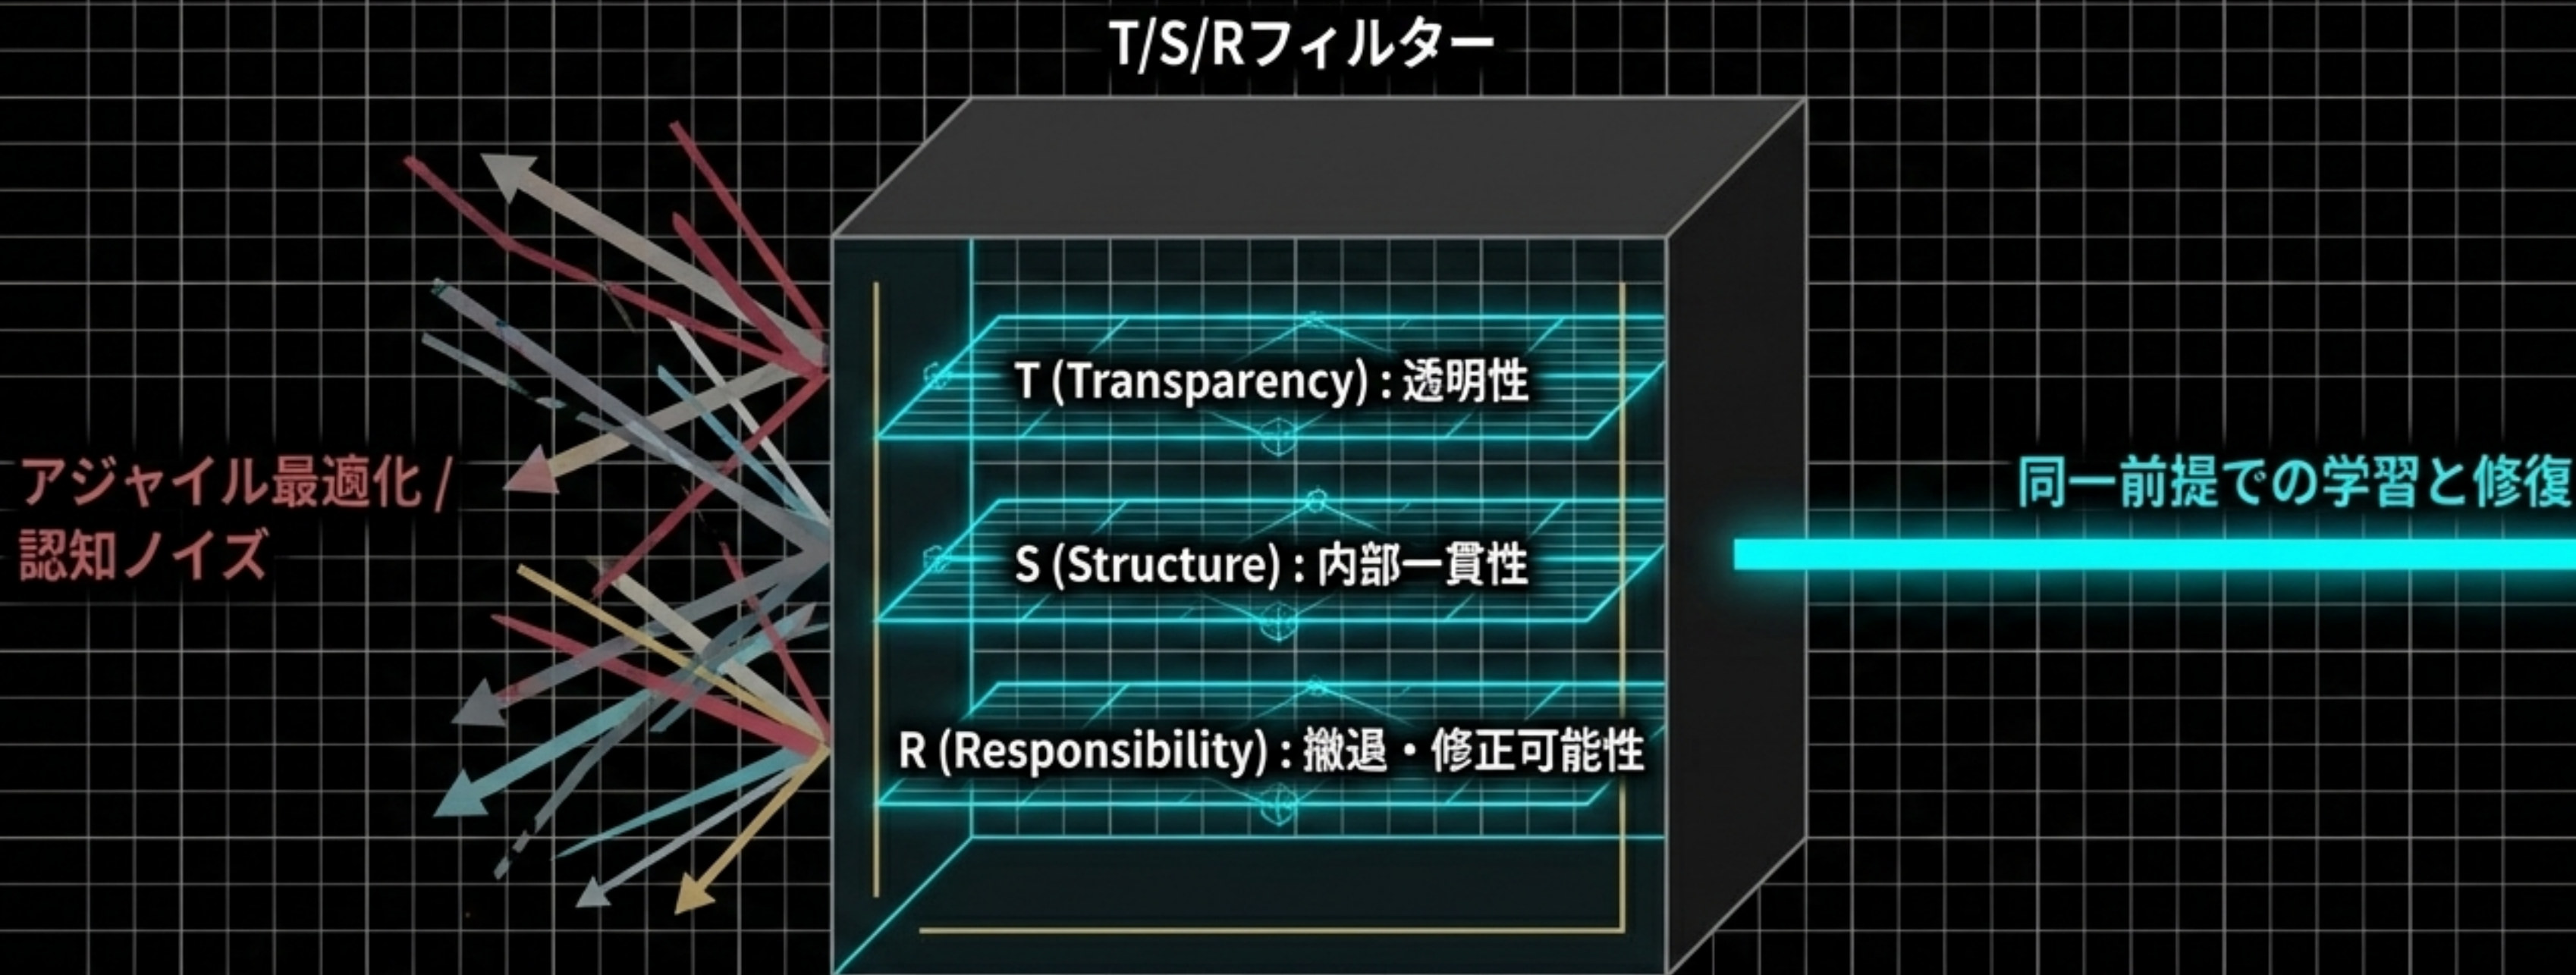 T/S/Rフィルター
T (Transparency) : 透明性
アジャイル最適化 /
認知ノイズ
同一前提での学習と修復
S (Structure) : 内部一貫性
R (Responsibility) : 撤退・修正可能性